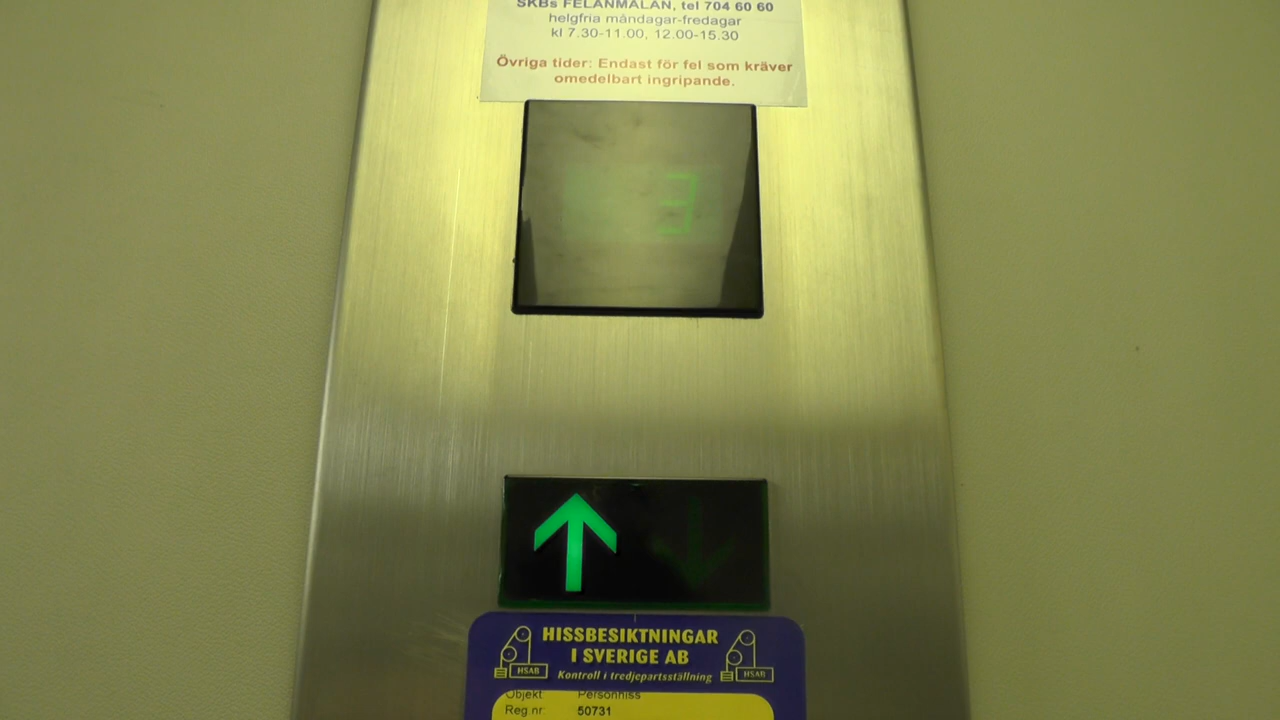 SKBs FELANMÄLAN, tel 704 60 60
helgfria måndagar-fredagar
kl 7.30-11.00, 12.00-15.30
Övriga tider: Endast för fel som kräver
omedelbart ingripande.
3
HISSBESIKTNINGAR
I SVERIGE AB
HSAB
HSAB
Kontroll i tredjepartsställning
Objekt: Personhiss
Reg nr: 50731